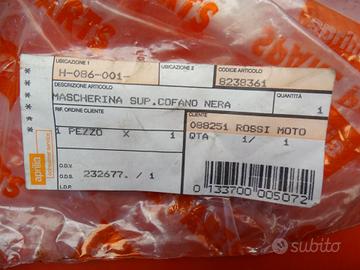 UBICAZIONE 1 UBICAZIONE 2 CODICE ARTICOLO
H-086-001- 8238361
DESCRIZIONE ARTICOLO QUANTITÀ
MASCHERINA SUP.COFANO NERA 1
RIF. ORDINE CLIENTE CLIENTE
1 PEZZO X 1 088251 ROSSI MOTO
QTA 1/ 1
O.D.V.
O.D.S. 232677. / 1
I.D.P.
0 133700 005072
aprilia
subito